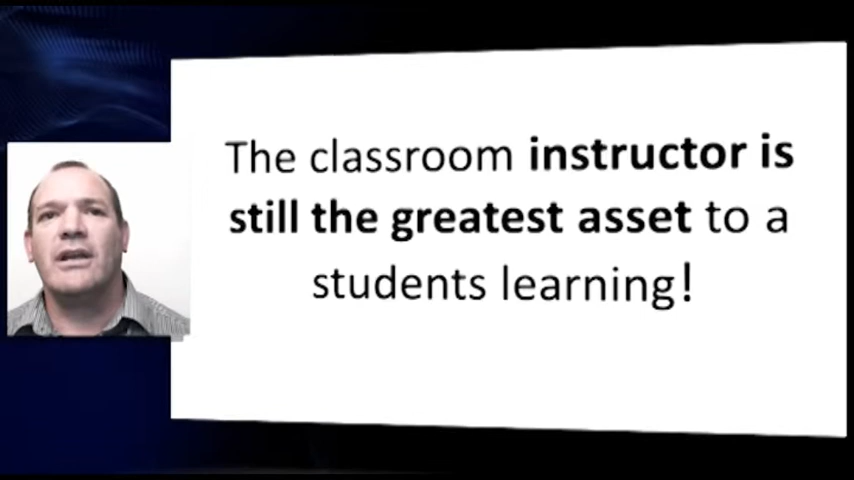 The classroom instructor is
still the greatest asset to a
students learning!